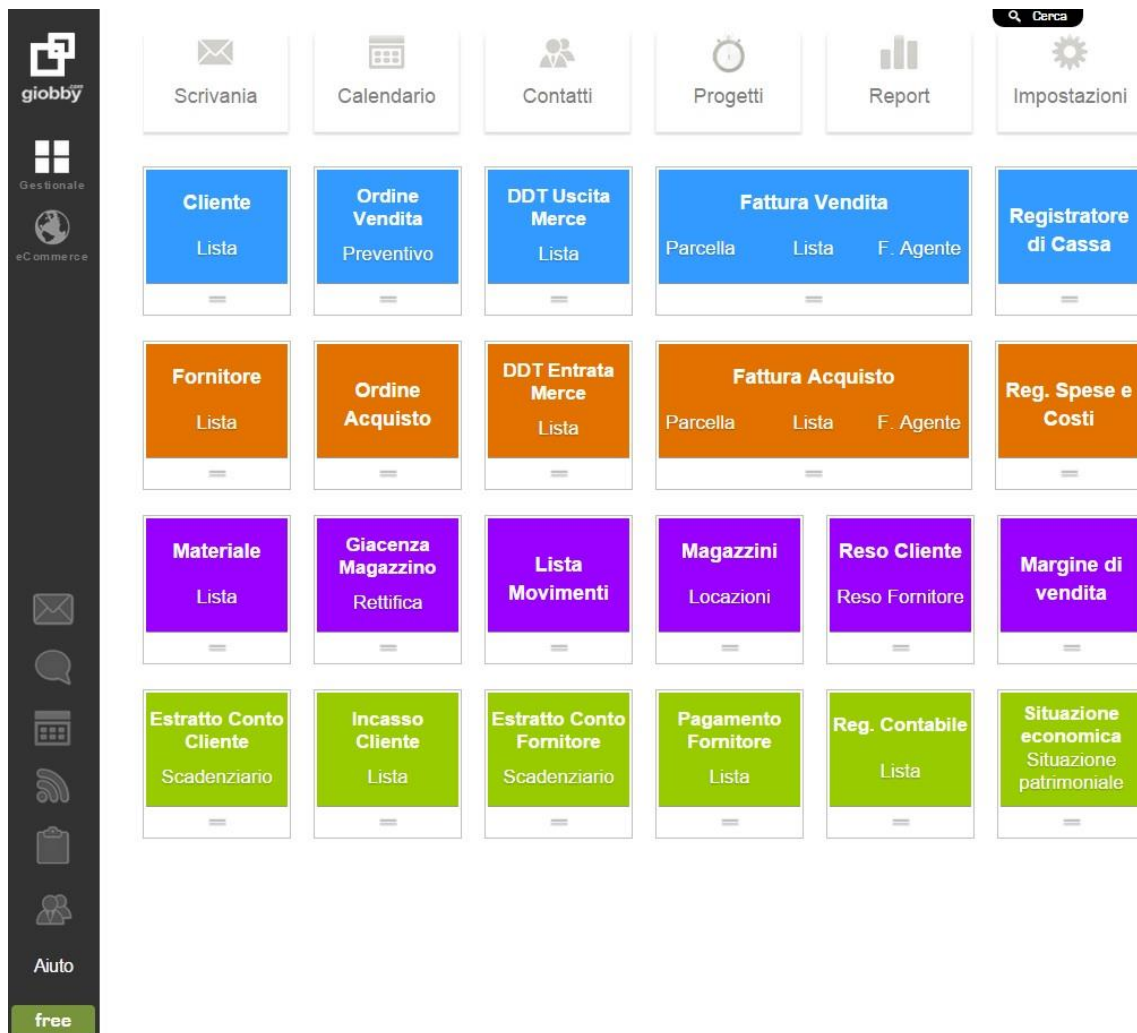 Cerca
giobby.com
Scrivania
Calendario
Contatti
Progetti
Report
Impostazioni
Gestionale
eCommerce
Cliente
Lista
Ordine
Vendita
Preventivo
DDT Uscita
Merce
Lista
Fattura Vendita
Parcella Lista F. Agente
Registratore
di Cassa
Fornitore
Lista
Ordine
Acquisto
DDT Entrata
Merce
Lista
Fattura Acquisto
Parcella Lista F. Agente
Reg. Spese e
Costi
Materiale
Lista
Giacenza
Magazzino
Rettifica
Lista
Movimenti
Magazzini
Locazioni
Reso Cliente
Reso Fornitore
Margine di
vendita
Estratto Conto
Cliente
Scadenziario
Incasso
Cliente
Lista
Estratto Conto
Fornitore
Scadenziario
Pagamento
Fornitore
Lista
Reg. Contabile
Lista
Situazione
economica
Situazione
patrimoniale
Aiuto
free